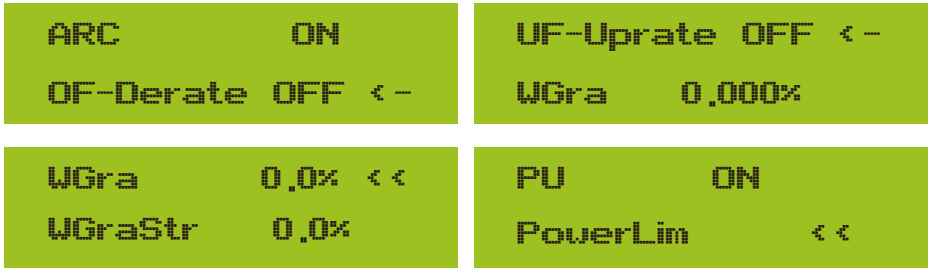 ARC ON
OF-Derate OFF <-
UF-Uprate OFF <-
WGra 0.000%
WGra 0.0% <<
WGraStr 0.0%
PU ON
PowerLim <<